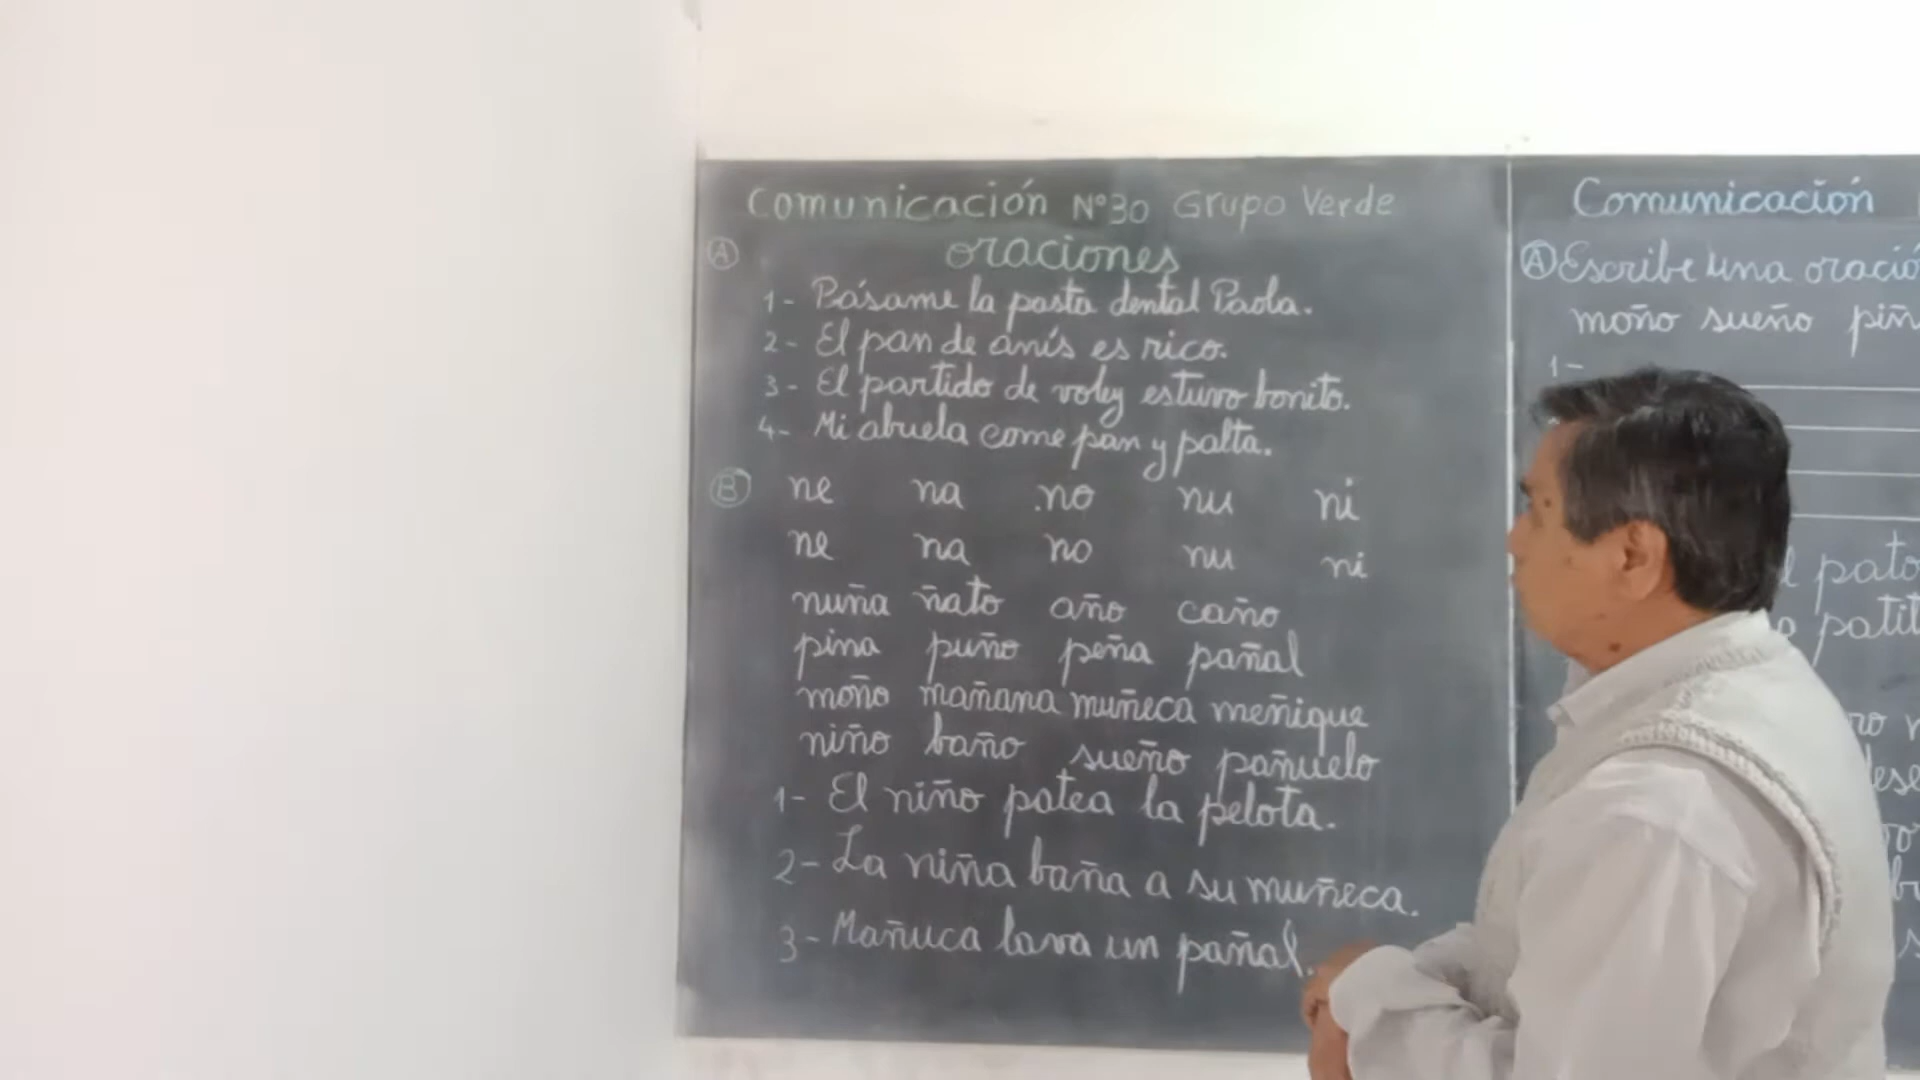 Comunicación N°30 Grupo Verde
Ⓐ oraciones
1- Pásame la pasta dental Paola.
2- El pan de anís es rico.
3- El partido de voley estuvo bonito.
4- Mi abuela come pan y palta.
Ⓑ ne na no nu ni
ne na no nu ni
nuña ñato año caño
pina puño peña pañal
moño mañana muñeca meñique
niño baño sueño pañuelo
1- El niño patea la pelota.
2- La niña baña a su muñeca.
3- Mañuca lava un pañal.
Comunicación
Ⓐ Escribe una oració
moño sueño piñ
1-
pato
patit